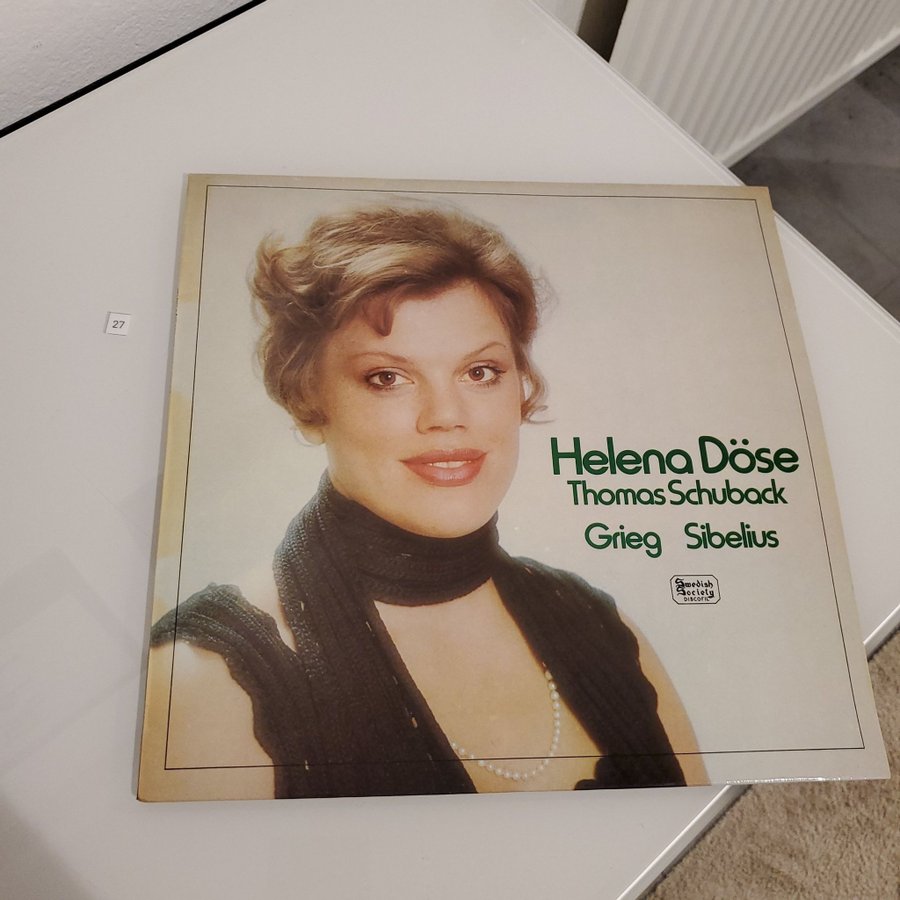 27
Helena Döse
Thomas Schuback
Grieg Sibelius
Swedish
Society
DISCOFIL